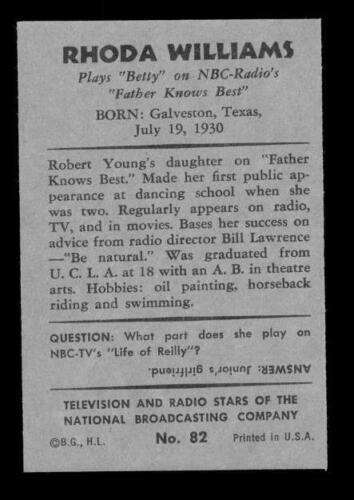 RHODA WILLIAMS
Plays "Betty" on NBC-Radio's
"Father Knows Best"
BORN: Galveston, Texas,
July 19, 1930
Robert Young's daughter on "Father
Knows Best." Made her first public ap-
pearance at dancing school when she
was two. Regularly appears on radio,
TV, and in movies. Bases her success on
advice from radio director Bill Lawrence
—"Be natural." Was graduated from
U. C. L. A. at 18 with an A. B. in theatre
arts. Hobbies: oil painting, horseback
riding and swimming.
QUESTION: What part does she play on
NBC-TV's "Life of Reilly"?
ANSWER: Junior's girlfriend.
TELEVISION AND RADIO STARS OF THE
NATIONAL BROADCASTING COMPANY
©B.G., H.L. No. 82 Printed in U.S.A.